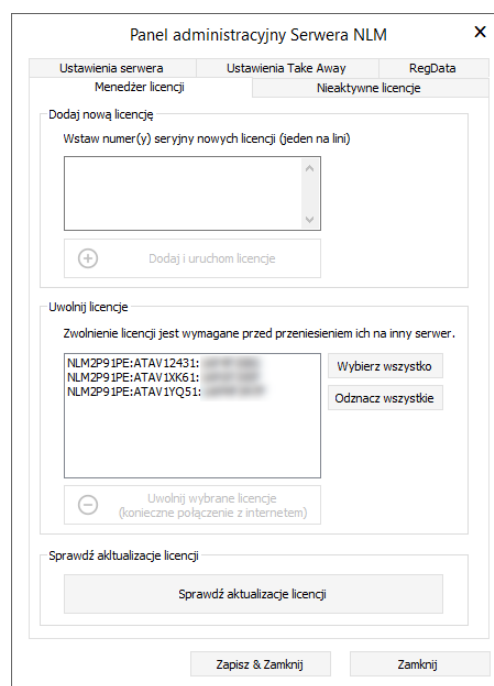 Panel administracyjny Serwera NLM
Ustawienia serwera
Ustawienia Take Away
RegData
Menedżer licencji
Nieaktywne licencje
Dodaj nową licencję
Wstaw numer(y) seryjny nowych licencji (jeden na lini)
Dodaj i uruchom licencje
Uwolnij licencje
Zwolnienie licencji jest wymagane przed przeniesieniem ich na inny serwer.
NLM2P91PE:ATAV12431:
NLM2P91PE:ATAV1XK61:
NLM2P91PE:ATAV1YQ51:
Wybierz wszystko
Odznacz wszystkie
Uwolnij wybrane licencje
(konieczne połączenie z internetem)
Sprawdź akltualizacje licencji
Sprawdź aktualizacje licencji
Zapisz & Zamknij
Zamknij